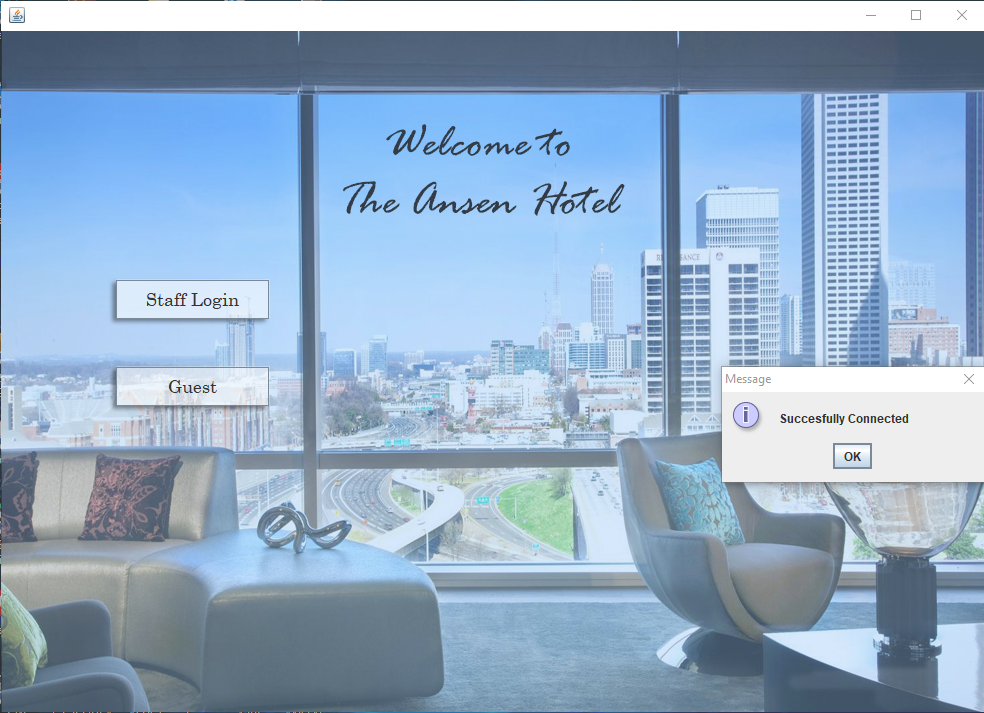 Welcome to
The Ansen Hotel
Staff Login
Guest
Message
Succesfully Connected
OK